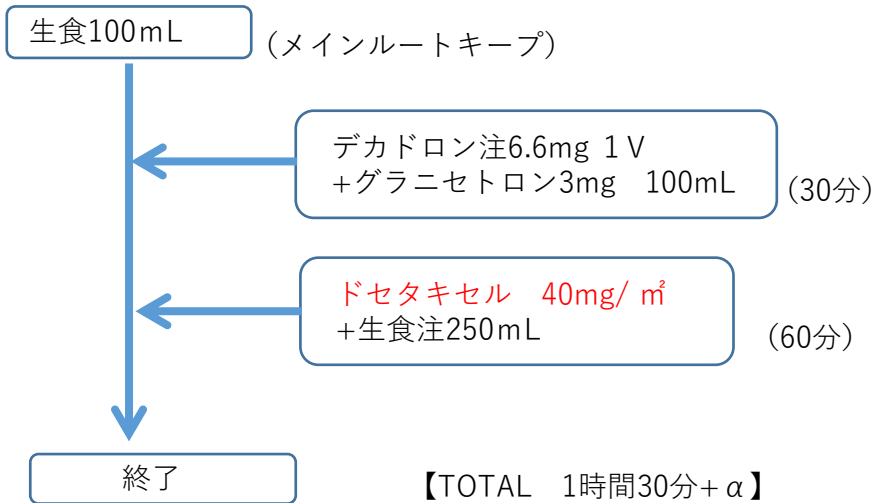 生食100mL
（メインルートキープ）
デカドロン注6.6mg １Ｖ
+グラニセトロン3mg　100mL
（30分）
ドセタキセル　40mg/ ㎡
+生食注250mL
（60分）
終了
【TOTAL　1時間30分+α】